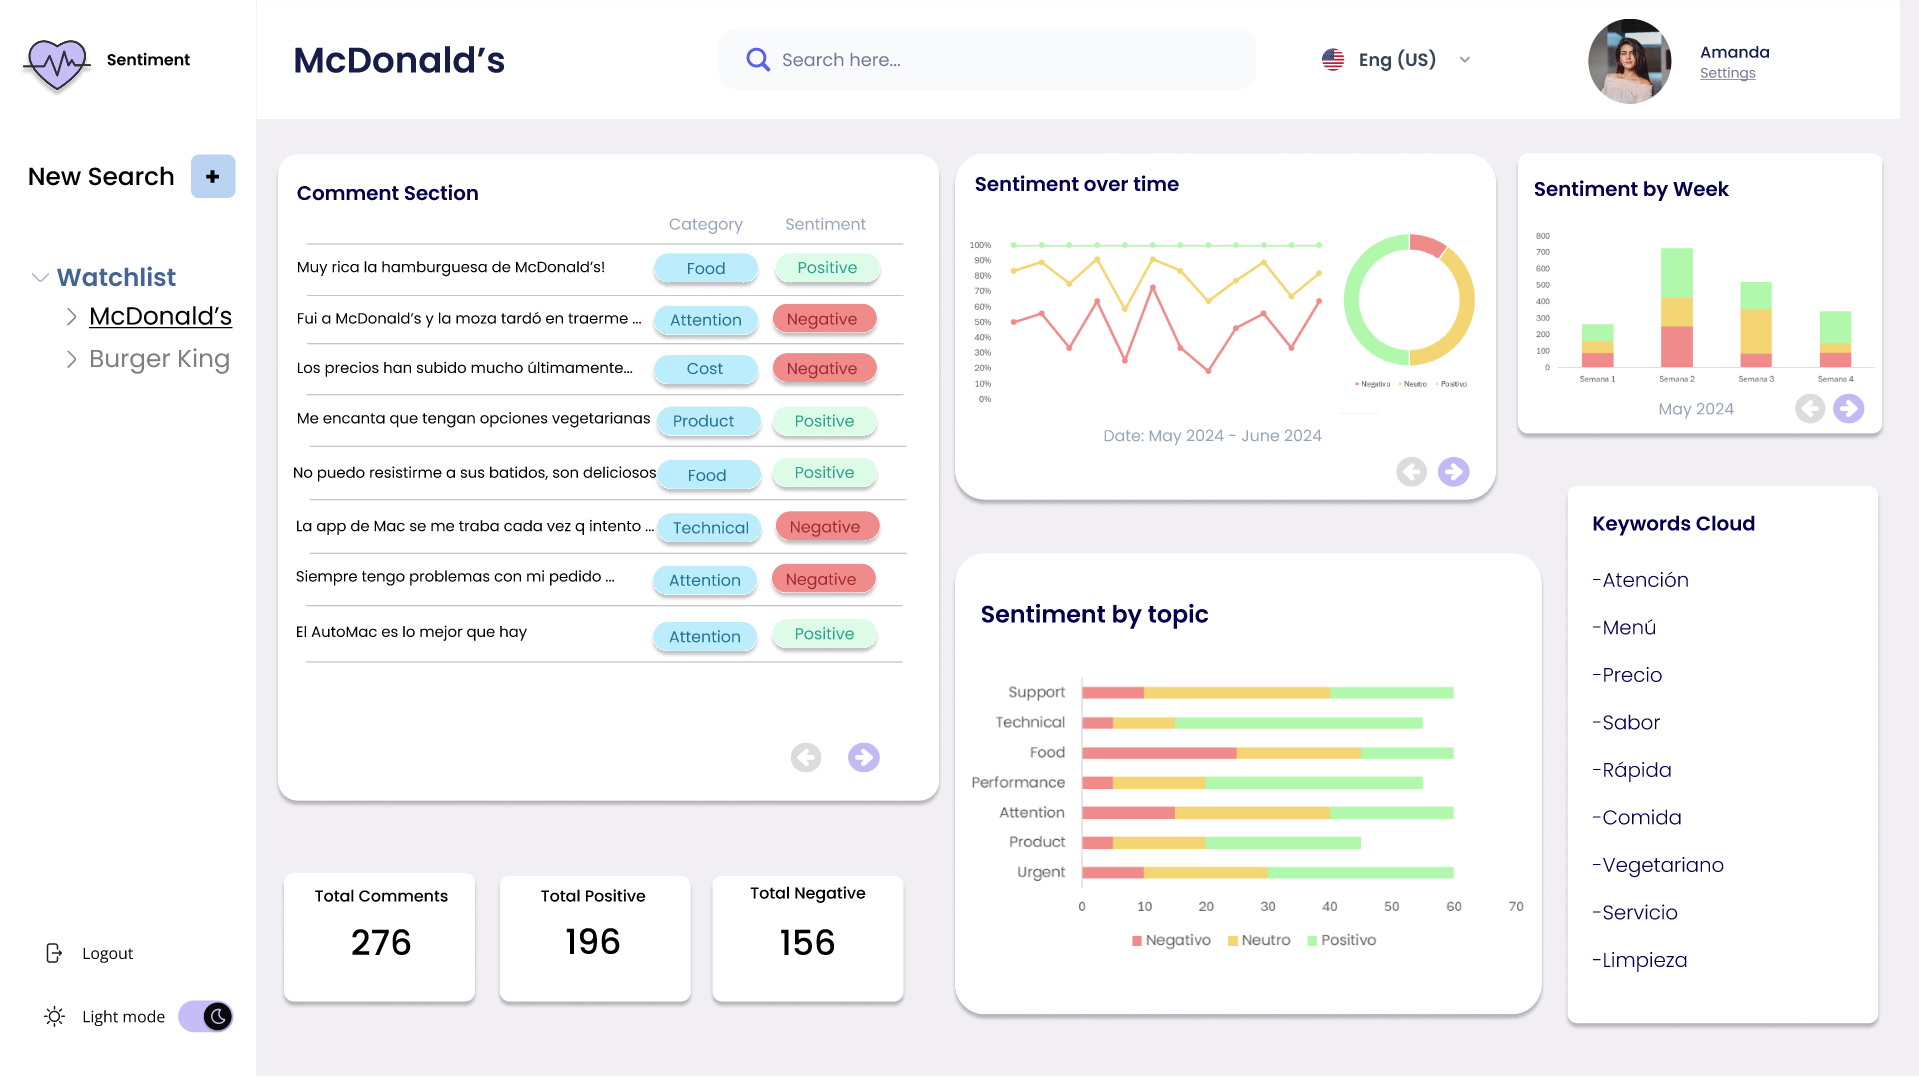 Sentiment
McDonald's
Search here...
Eng (US)
Amanda
Settings
New Search
Watchlist
McDonald's
Burger King
Logout
Light mode
Comment Section
Category Sentiment
Muy rica la hamburguesa de McDonald's! Food Positive
Fui a McDonald's y la moza tardó en traerme ... Attention Negative
Los precios han subido mucho últimamente... Cost Negative
Me encanta que tengan opciones vegetarianas Product Positive
No puedo resistirme a sus batidos, son deliciosos Food Positive
La app de Mac se me traba cada vez q intento ... Technical Negative
Siempre tengo problemas con mi pedido ... Attention Negative
El AutoMac es lo mejor que hay Attention Positive
Total Comments
276
Total Positive
196
Total Negative
156
Sentiment over time
100%
90%
80%
70%
60%
50%
40%
30%
20%
10%
0%
Negativo Neutro Positivo
Date: May 2024 - June 2024
Sentiment by Week
800
700
600
500
400
300
200
100
0
Semana 1 Semana 2 Semana 3 Semana 4
May 2024
Sentiment by topic
Support
Technical
Food
Performance
Attention
Product
Urgent
0 10 20 30 40 50 60 70
Negativo Neutro Positivo
Keywords Cloud
-Atención
-Menú
-Precio
-Sabor
-Rápida
-Comida
-Vegetariano
-Servicio
-Limpieza